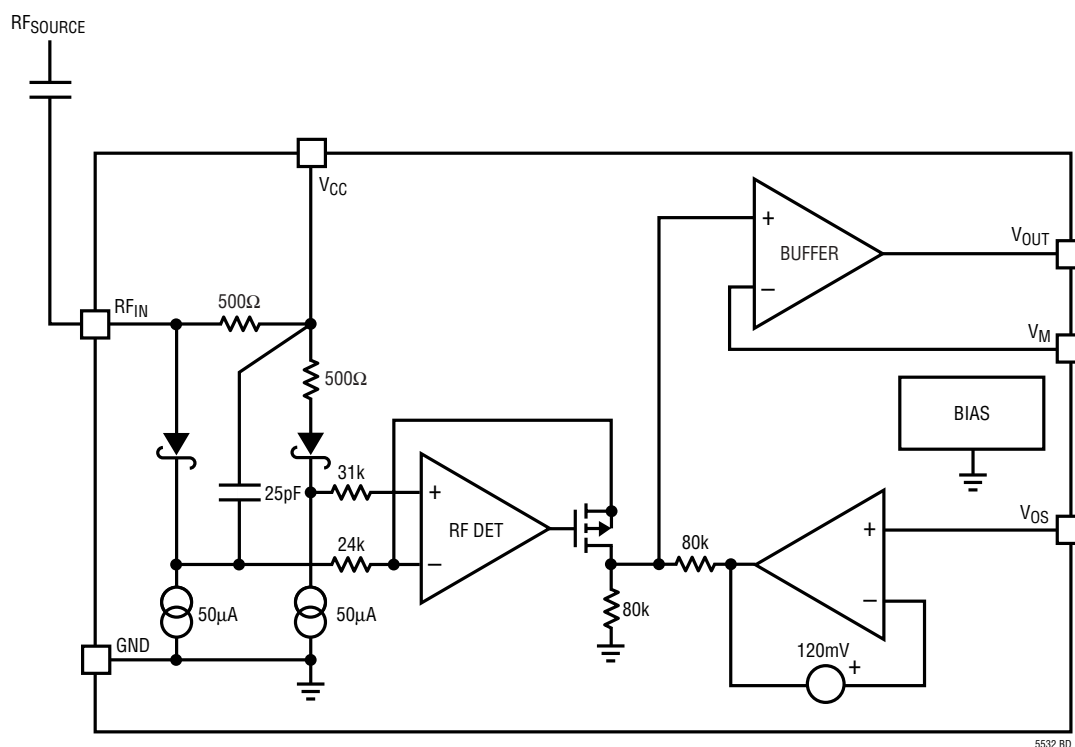 RFSOURCE
VCC
RFIN
500Ω
500Ω
25pF
31k
24k
+
–
RF DET
50µA
50µA
GND
+
–
BUFFER
VOUT
VM
BIAS
VOS
80k
80k
+
–
120mV
+
5532 BD